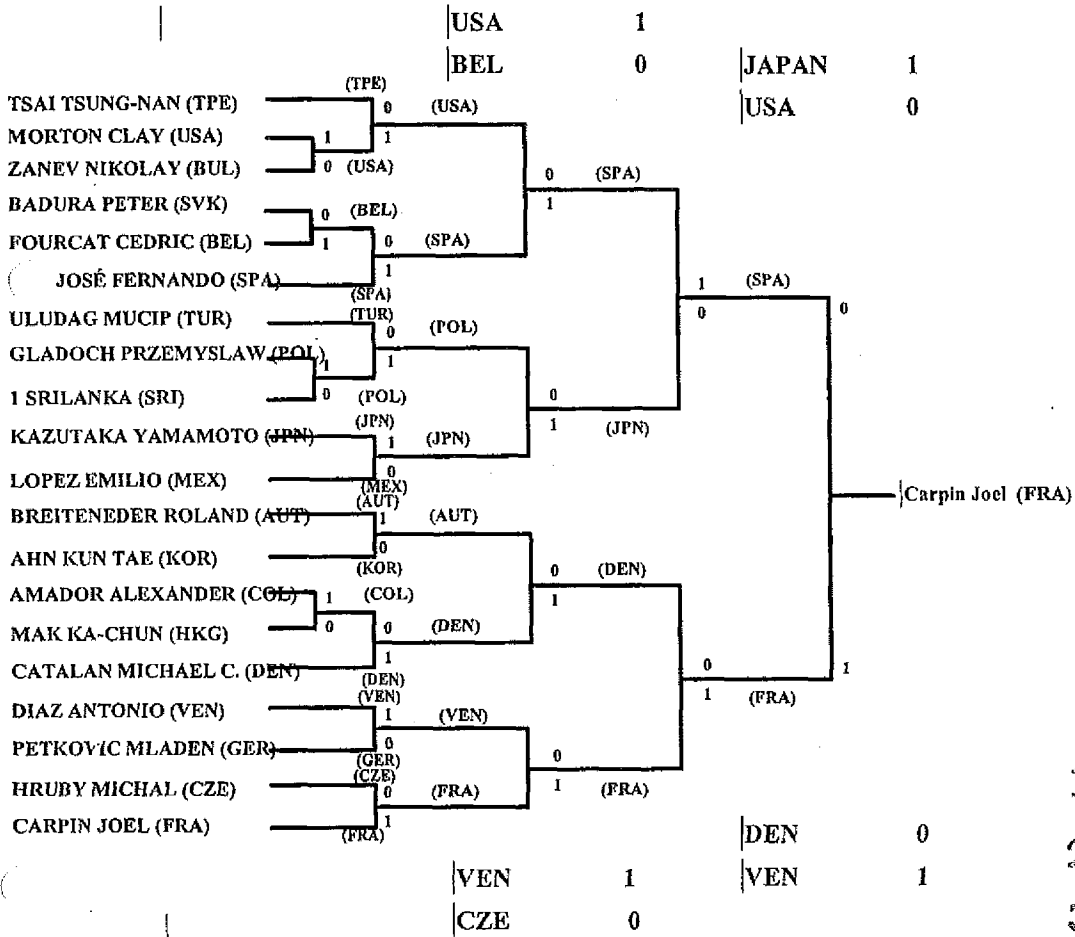 USA 1
BEL 0 JAPAN 1
(TPE)
TSAI TSUNG-NAN (TPE) 0 (USA) USA 0
MORTON CLAY (USA) 1 1
ZANEV NIKOLAY (BUL) 0 (USA) 0 (SPA)
BADURA PETER (SVK) 0 (BEL) 1
FOURCAT CEDRIC (BEL) 1 0 (SPA)
JOSÉ FERNANDO (SPA) 1 1 (SPA)
(SPA)
ULUDAG MUCIP (TUR) (TUR) 0 (POL) 0 0
GLADOCH PRZEMYSLAW (POL) 1 1
1 SRILANKA (SRI) 0 (POL) 0
KAZUTAKA YAMAMOTO (JPN) (JPN) 1 (JPN) 1 (JPN)
LOPEZ EMILIO (MEX) 0
(MEX)
(AUT) Carpin Joel (FRA)
BREITENEDER ROLAND (AUT) 1 (AUT)
AHN KUN TAE (KOR) 0
(KOR) 0 (DEN)
AMADOR ALEXANDER (COL) 1 (COL) 1
MAK KA-CHUN (HKG) 0 0 (DEN)
CATALAN MICHAEL C. (DEN) 1 0 1
(DEN) 1 (FRA)
(VEN)
DIAZ ANTONIO (VEN) 1 (VEN)
PETKOVIC MLADEN (GER) 0
(GER) 0
(CZE) 1 (FRA)
HRUBY MICHAL (CZE) 0 (FRA)
CARPIN JOEL (FRA) 1
(FRA) DEN 0
VEN 1 VEN 1
CZE 0